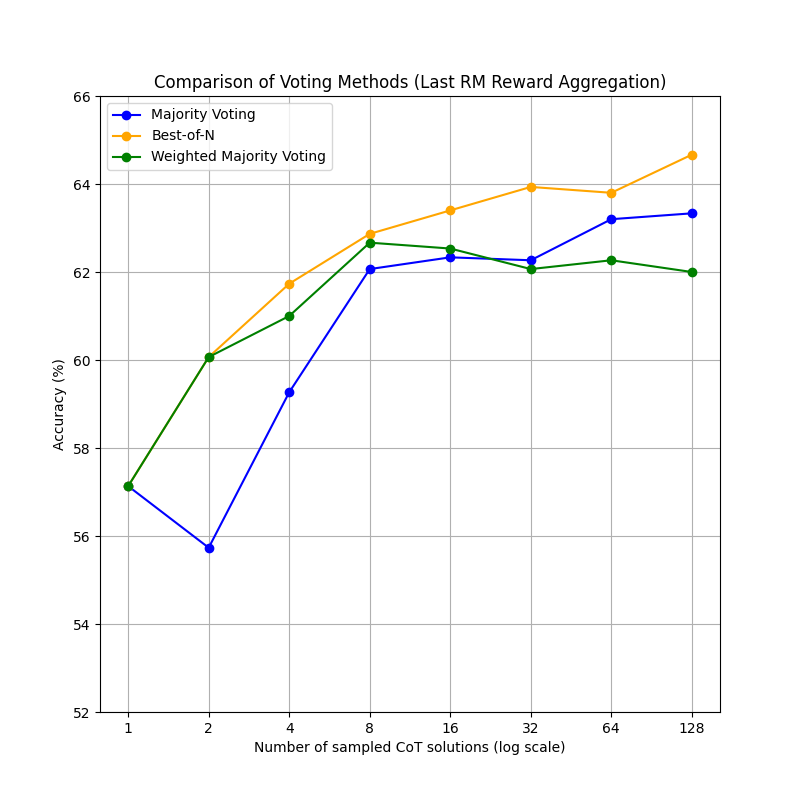 Comparison of Voting Methods (Last RM Reward Aggregation)
Majority Voting
Best-of-N
Weighted Majority Voting
66
64
62
60
58
56
54
52
Accuracy (%)
1 2 4 8 16 32 64 128
Number of sampled CoT solutions (log scale)